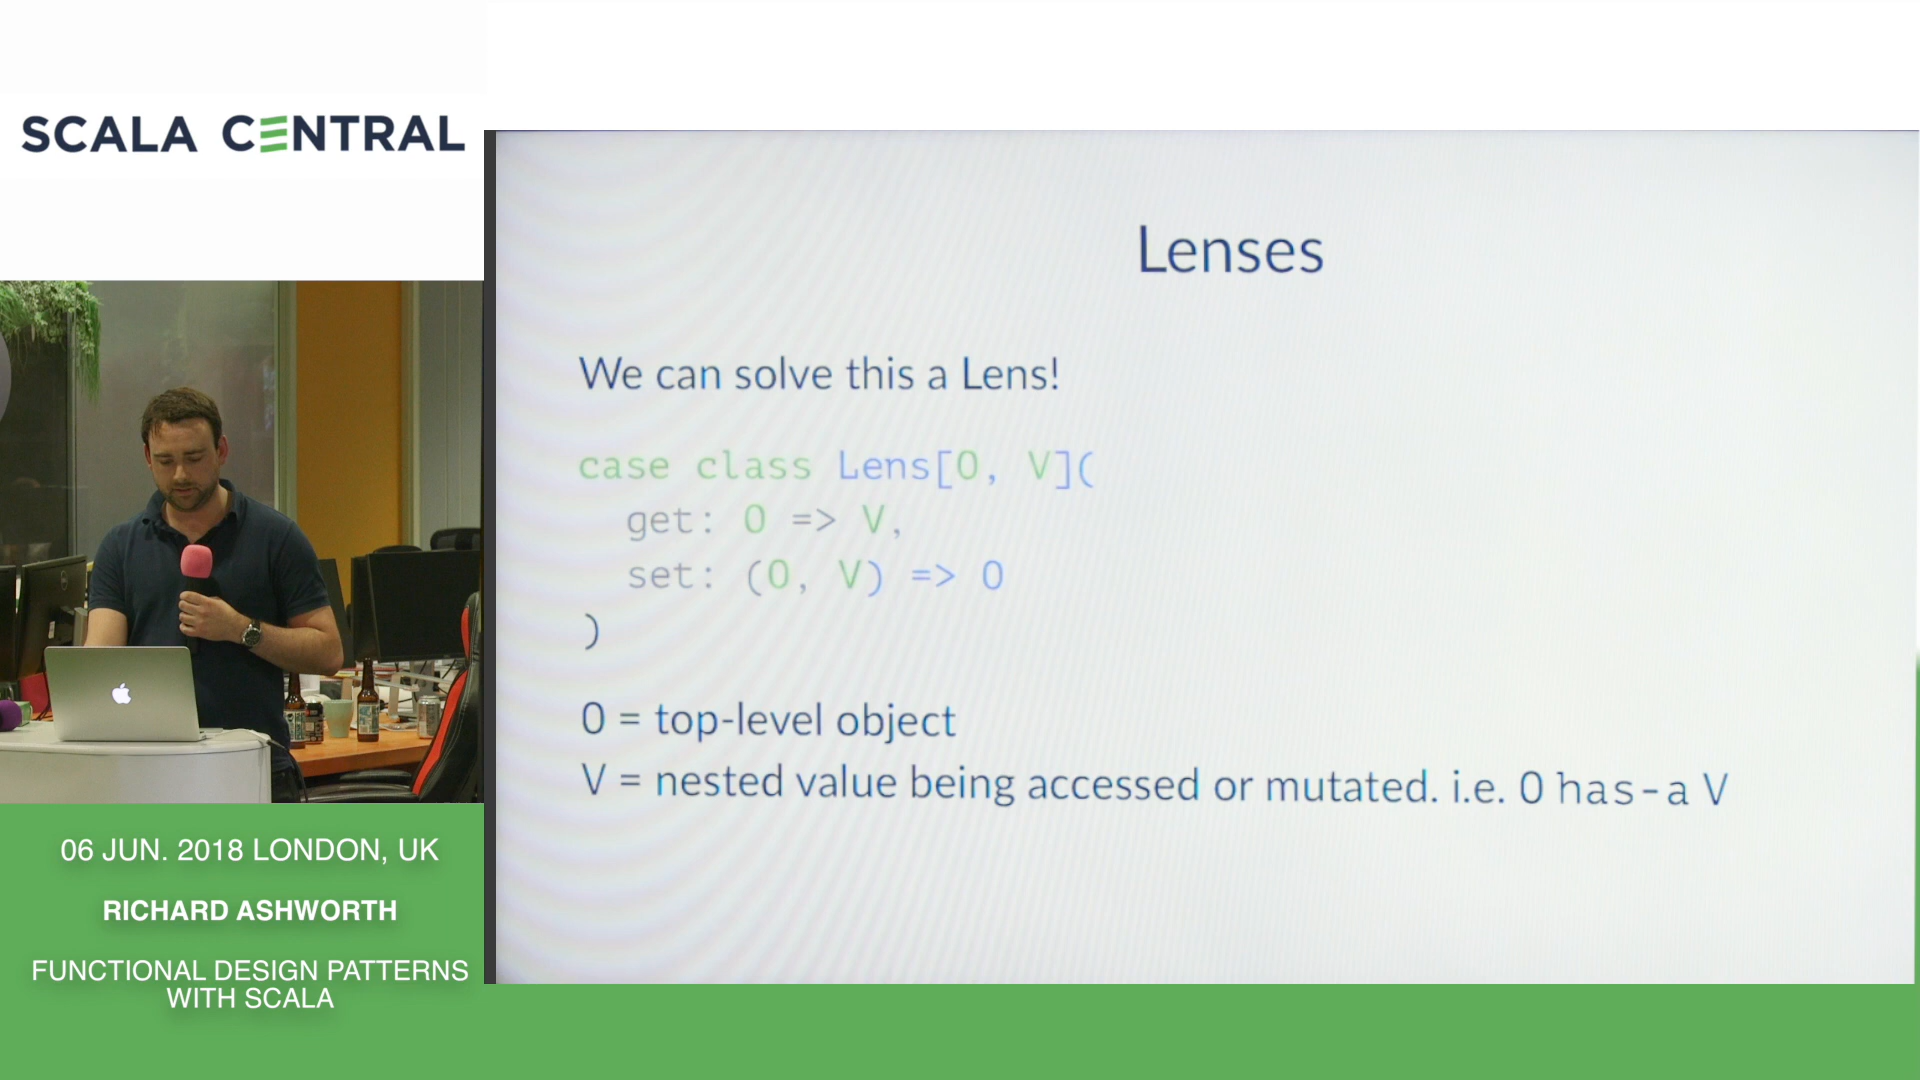 SCALA CENTRAL
Lenses
We can solve this a Lens!
case class Lens[O, V](
get: O => V,
set: (O, V) => O
)
O = top-level object
V = nested value being accessed or mutated. i.e. O has-a V
06 JUN. 2018 LONDON, UK
RICHARD ASHWORTH
FUNCTIONAL DESIGN PATTERNS
WITH SCALA